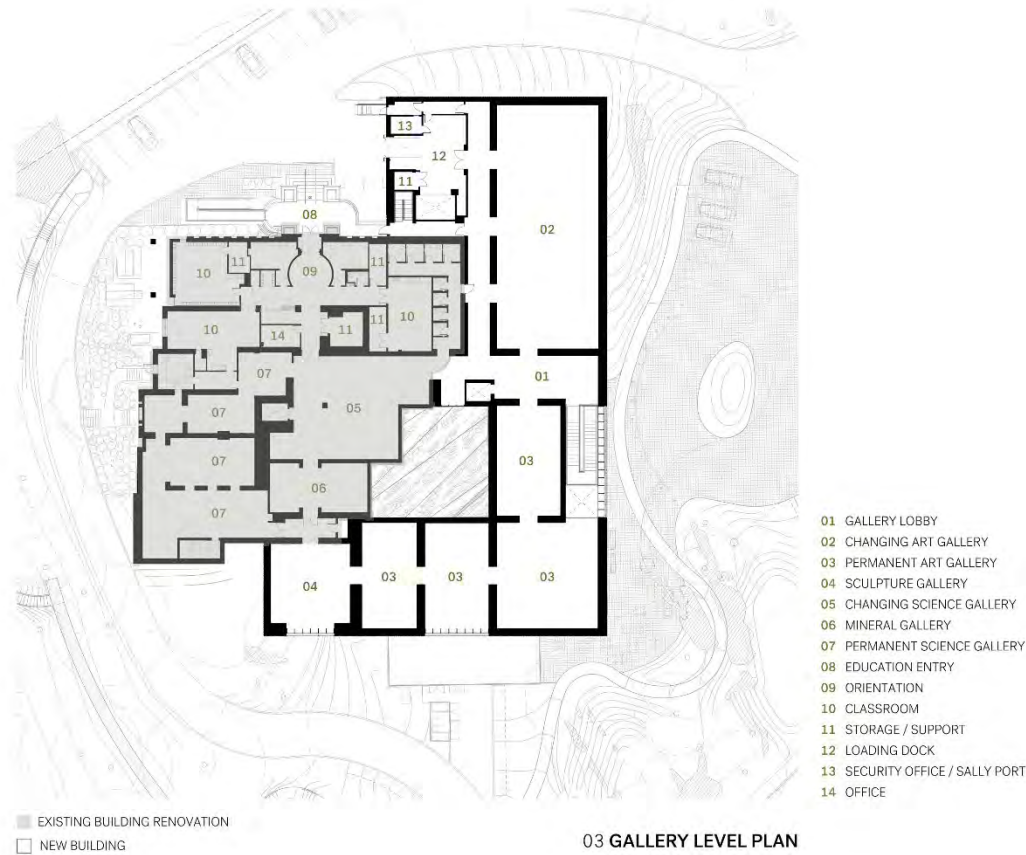 13
12
11
08
02
10
11
09
11
10
11
10
14
11
07
01
05
07
03
07
06
07
04
03
03
03
01 GALLERY LOBBY
02 CHANGING ART GALLERY
03 PERMANENT ART GALLERY
04 SCULPTURE GALLERY
05 CHANGING SCIENCE GALLERY
06 MINERAL GALLERY
07 PERMANENT SCIENCE GALLERY
08 EDUCATION ENTRY
09 ORIENTATION
10 CLASSROOM
11 STORAGE / SUPPORT
12 LOADING DOCK
13 SECURITY OFFICE / SALLY PORT
14 OFFICE
EXISTING BUILDING RENOVATION
NEW BUILDING
03 GALLERY LEVEL PLAN